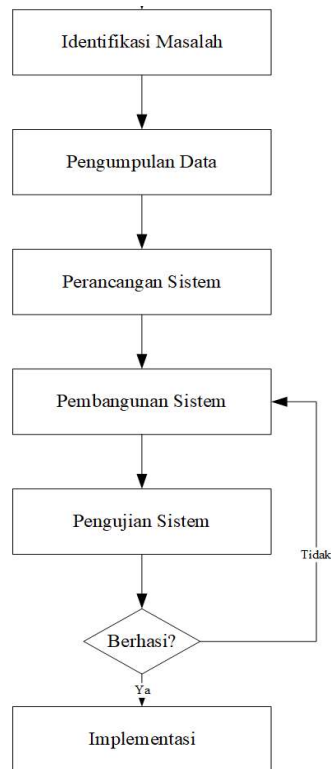 Identifikasi Masalah
Pengumpulan Data
Perancangan Sistem
Pembangunan Sistem
Pengujian Sistem
Tidak
Berhasi?
Ya
Implementasi